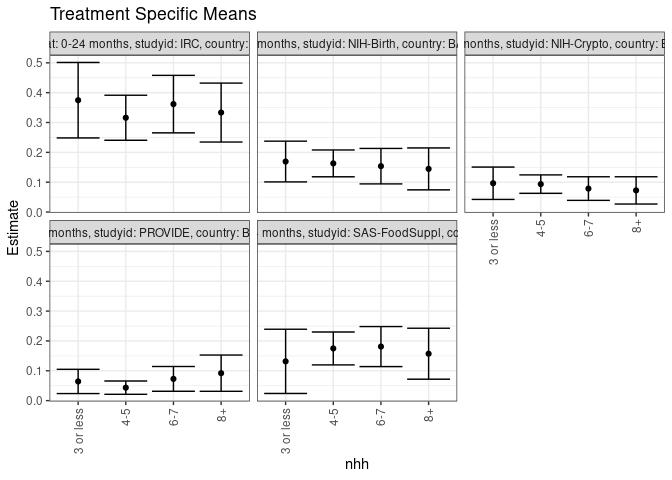 Treatment Specific Means
t: 0-24 months, studyid: IRC, country:
months, studyid: NIH-Birth, country: BA
months, studyid: NIH-Crypto, country: B
0.5
0.4
0.3
0.2
0.1
0.0
months, studyid: PROVIDE, country: B
months, studyid: SAS-FoodSuppl, co
3 or less
4-5
6-7
8+
0.5
0.4
0.3
0.2
0.1
0.0
3 or less
4-5
6-7
8+
3 or less
4-5
6-7
8+
Estimate
nhh